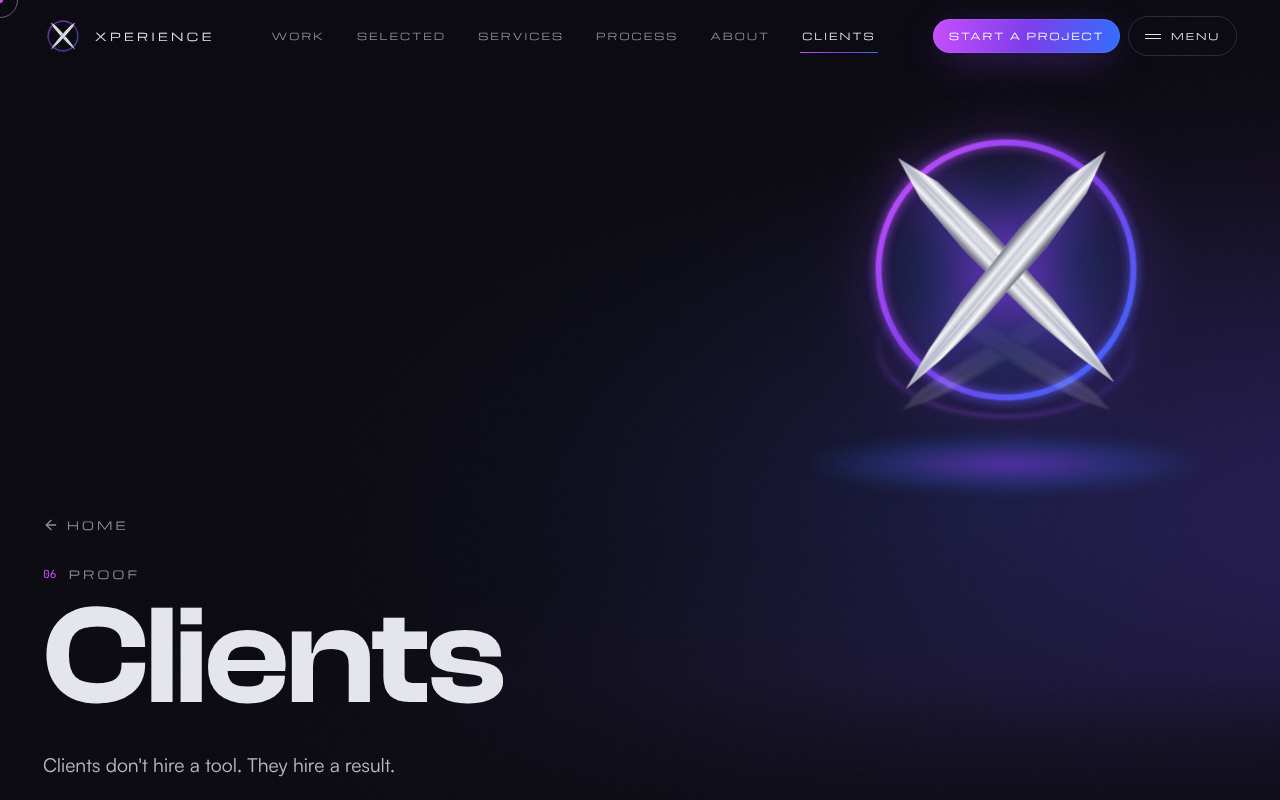 XPERIENCE
WORK
SELECTED
SERVICES
PROCESS
ABOUT
CLIENTS
START A PROJECT
MENU
HOME
06 PROOF
Clients
Clients don't hire a tool. They hire a result.